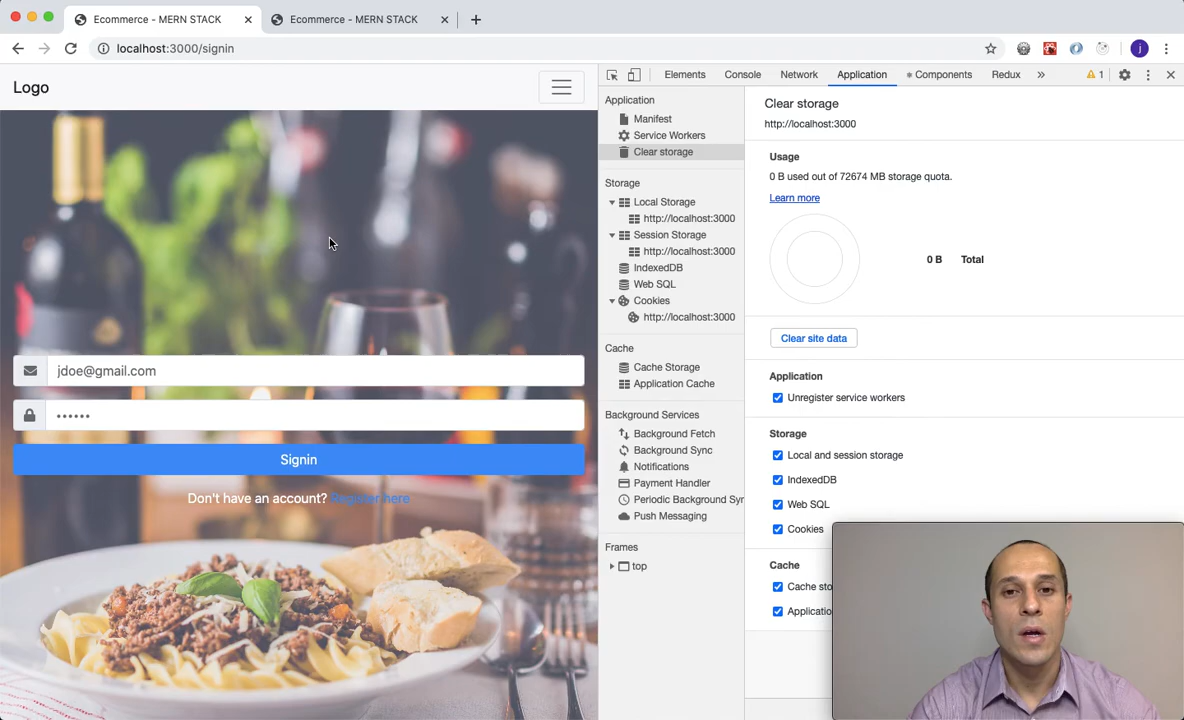 Ecommerce - MERN STACK
Ecommerce - MERN STACK
localhost:3000/signin
j
Logo
Elements Console Network Application Components Redux » 1
Application
Manifest
Service Workers
Clear storage
Storage
Local Storage
http://localhost:3000
Session Storage
http://localhost:3000
IndexedDB
Web SQL
Cookies
http://localhost:3000
Cache
Cache Storage
Application Cache
Background Services
Background Fetch
Background Sync
Notifications
Payment Handler
Periodic Background Syn
Push Messaging
Frames
top
Clear storage
http://localhost:3000
Usage
0 B used out of 72674 MB storage quota.
Learn more
0 B Total
Clear site data
Application
Unregister service workers
Storage
Local and session storage
IndexedDB
Web SQL
Cookies
Cache
Cache sto
Applicatio
jdoe@gmail.com
••••••
Signin
Don't have an account? Register here